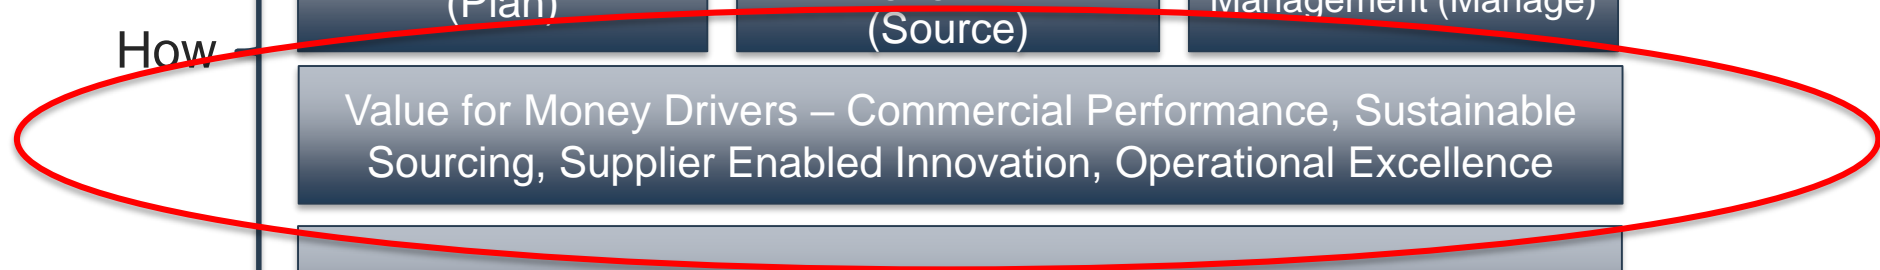 (Plan)
(Source)
Management (Manage)
How
Value for Money Drivers – Commercial Performance, Sustainable
Sourcing, Supplier Enabled Innovation, Operational Excellence